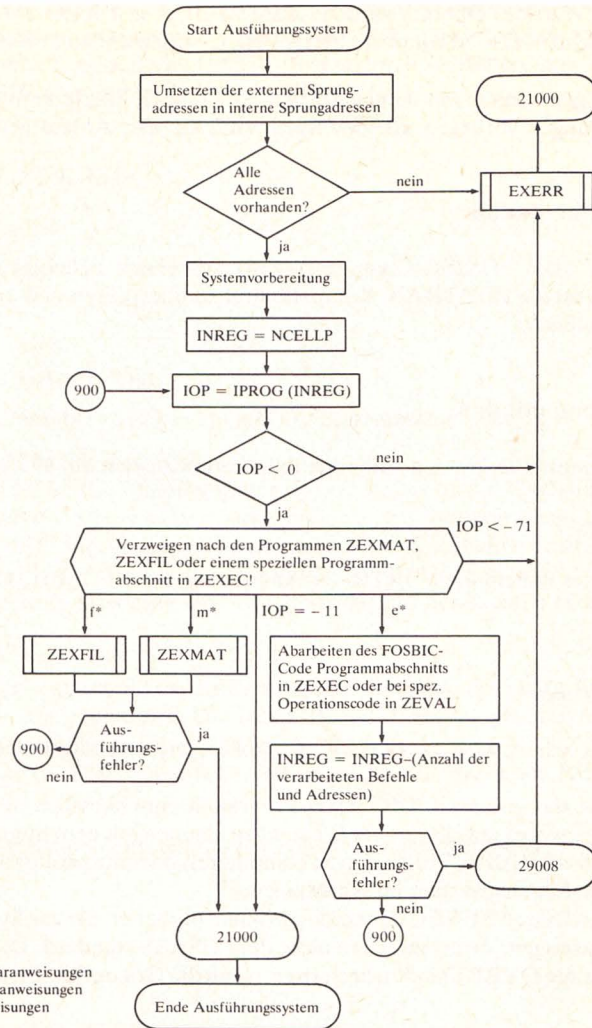 Start Ausführungssystem
Umsetzen der externen Sprung-
adressen in interne Sprungadressen
21000
Alle
Adressen
vorhanden?
nein
EXERR
ja
Systemvorbereitung
INREG = NCELLP
900
IOP = IPROG (INREG)
IOP < 0
nein
ja
IOP < – 71
Verzweigen nach den Programmen ZEXMAT,
ZEXFIL oder einem speziellen Programm-
abschnitt in ZEXEC!
f*
m*
IOP = – 11
e*
ZEXFIL
ZEXMAT
Abarbeiten des FOSBIC-
Code Programmabschnitts
in ZEXEC oder bei spez.
Operationscode in ZEVAL
Aus-
führungs-
fehler?
ja
900
nein
INREG = INREG–(Anzahl der
verarbeiteten Befehle
und Adressen)
Aus-
führungs-
fehler?
ja
29008
nein
900
21000
aranweisungen
anweisungen
isungen
Ende Ausführungssystem